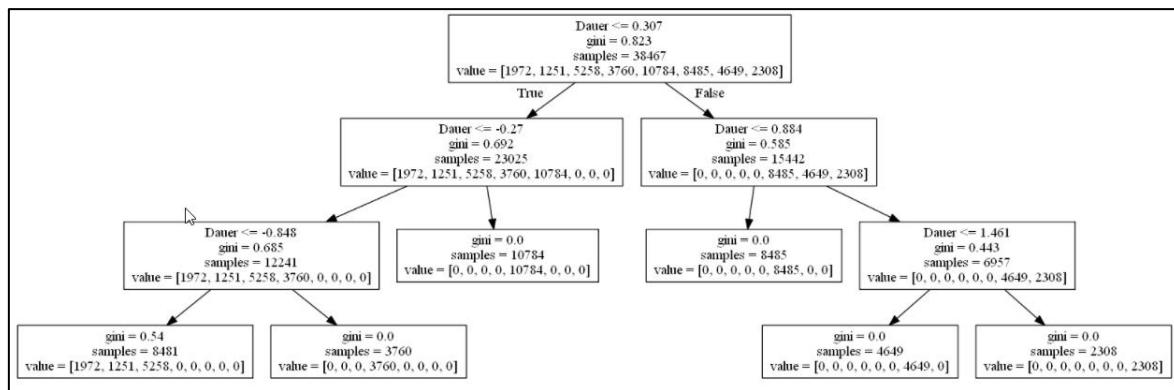 Dauer <= 0.307
gini = 0.823
samples = 38467
value = [1972, 1251, 5258, 3760, 10784, 8485, 4649, 2308]
True
False
Dauer <= -0.27
gini = 0.692
samples = 23025
value = [1972, 1251, 5258, 3760, 10784, 0, 0, 0]
Dauer <= 0.884
gini = 0.585
samples = 15442
value = [0, 0, 0, 0, 0, 8485, 4649, 2308]
Dauer <= -0.848
gini = 0.685
samples = 12241
value = [1972, 1251, 5258, 3760, 0, 0, 0, 0]
gini = 0.0
samples = 10784
value = [0, 0, 0, 0, 10784, 0, 0, 0]
gini = 0.0
samples = 8485
value = [0, 0, 0, 0, 0, 8485, 0, 0]
Dauer <= 1.461
gini = 0.443
samples = 6957
value = [0, 0, 0, 0, 0, 0, 4649, 2308]
gini = 0.54
samples = 8481
value = [1972, 1251, 5258, 0, 0, 0, 0, 0]
gini = 0.0
samples = 3760
value = [0, 0, 0, 3760, 0, 0, 0, 0]
gini = 0.0
samples = 4649
value = [0, 0, 0, 0, 0, 0, 4649, 0]
gini = 0.0
samples = 2308
value = [0, 0, 0, 0, 0, 0, 0, 2308]